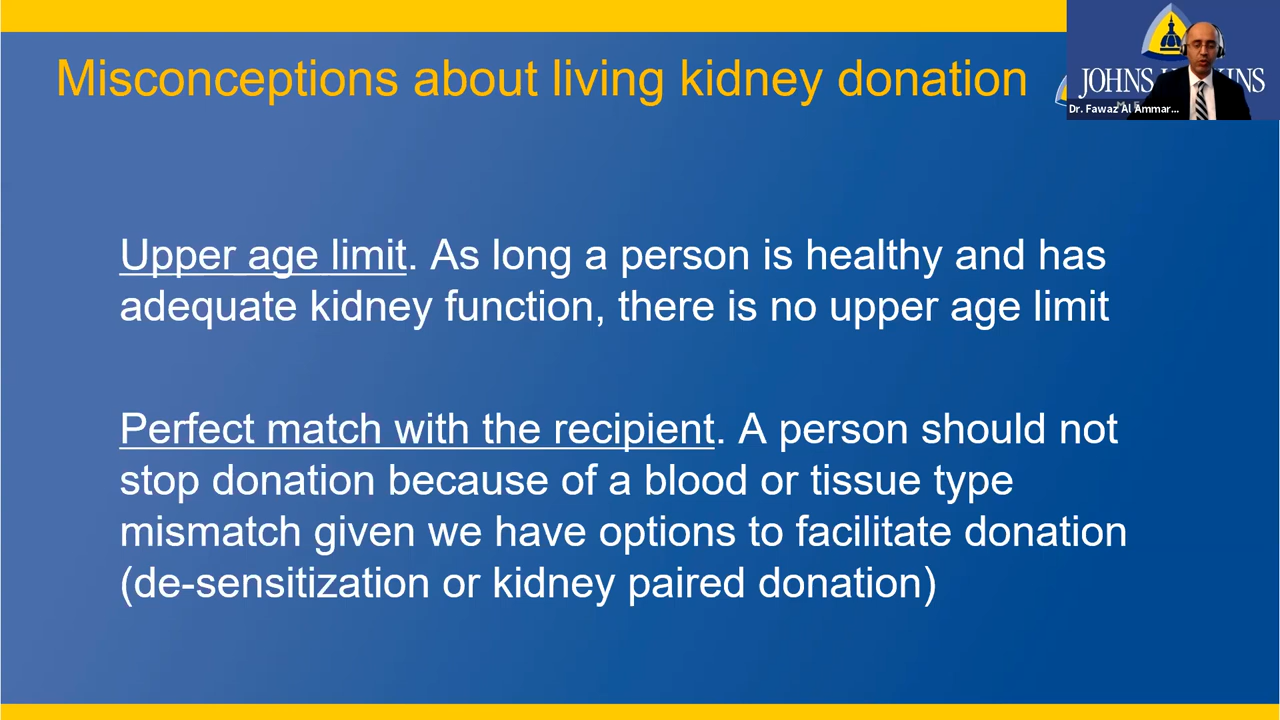 Misconceptions about living kidney donation
JOHNS
Dr. Fawaz Al Ammar...
Upper age limit. As long a person is healthy and has
adequate kidney function, there is no upper age limit
Perfect match with the recipient. A person should not
stop donation because of a blood or tissue type
mismatch given we have options to facilitate donation
(de-sensitization or kidney paired donation)